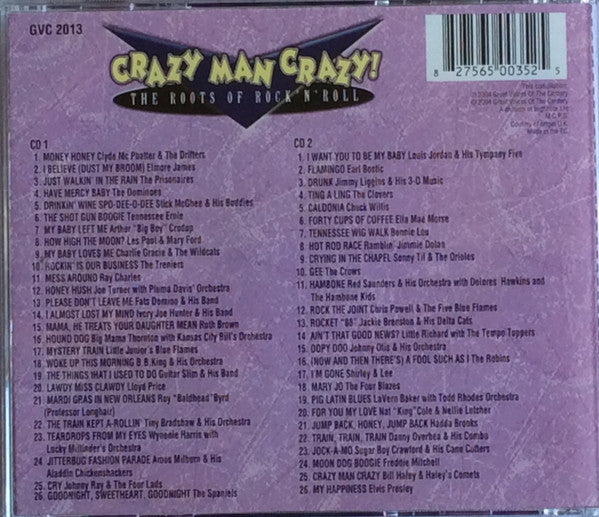 GVC 2013
CRAZY MAN CRAZY!
THE ROOTS OF ROCK 'N' ROLL
8 27565 00352 5
This compilation
℗ 2004 Great Voices Of The Century
© 2004 Great Voices Of The Century
M.C.P.S.
Made in the EC.
CD 1
1. MONEY HONEY Clyde Mc Phatter & The Drifters
2. I BELIEVE (DUST MY BROOM) Elmore James
3. JUST WALKIN' IN THE RAIN The Prisonaires
4. HAVE MERCY BABY The Dominoes
5. DRINKIN' WINE SPO-DEE-O-DEE Stick McGhee & His Buddies
6. THE SHOT GUN BOOGIE Tennessee Ernie
7. MY BABY LEFT ME Arthur "Big Boy" Crudup
8. HOW HIGH THE MOON? Les Paul & Mary Ford
9. MY BABY LOVES ME Charlie Gracie & The Wildcats
10. ROCKIN' IS OUR BUSINESS The Treniers
11. MESS AROUND Ray Charles
12. HONEY HUSH Joe Turner with Pluma Davis' Orchestra
13. PLEASE DON'T LEAVE ME Fats Domino & His Band
14. I ALMOST LOST MY MIND Ivory Joe Hunter & His Band
15. MAMA, HE TREATS YOUR DAUGHTER MEAN Ruth Brown
16. HOUND DOG Big Mama Thornton with Kansas City Bill's Orchestra
17. MYSTERY TRAIN Little Junior's Blue Flames
18. WOKE UP THIS MORNING B.B.King & His Orchestra
19. THE THINGS THAT I USED TO DO Guitar Slim & His Band
20. LAWDY MISS CLAWDY Lloyd Price
21. MARDI GRAS IN NEW ORLEANS Roy "Baldhead" Byrd
(Professor Longhair)
22. THE TRAIN KEPT A-ROLLIN' Tiny Bradshaw & His Orchestra
23. TEARDROPS FROM MY EYES Wynonie Harris with
Lucky Millinder's Orchestra
24. JITTERBUG FASHION PARADE Amos Milburn & His
Aladdin Chickenshackers
25. CRY Johnny Ray & The Four Lads
26. GOODNIGHT, SWEETHEART, GOODNIGHT The Spaniels
CD 2
1. I WANT YOU TO BE MY BABY Louis Jordan & His Tympany Five
2. FLAMINGO Earl Bostic
3. DRUNK Jimmy Liggins & His 3-D Music
4. TING A LING The Clovers
5. CALDONIA Chuck Willis
6. FORTY CUPS OF COFFEE Ella Mae Morse
7. TENNESSEE WIG WALK Bonnie Lou
8. HOT ROD RACE Ramblin' Jimmie Dolan
9. CRYING IN THE CHAPEL Sonny Til & The Orioles
10. GEE The Crows
11. HAMBONE Red Saunders & His Orchestra with Dolores Hawkins and
The Hambone Kids
12. ROCK THE JOINT Chris Powell & The Five Blue Flames
13. ROCKET "88" Jackie Brenston & His Delta Cats
14. AIN'T THAT GOOD NEWS? Little Richard with The Tempo Toppers
15. OOPY DOO Johnny Otis & His Orchestra
16. (NOW AND THEN THERE'S) A FOOL SUCH AS I The Robins
17. I'M GONE Shirley & Lee
18. MARY JO The Four Blazes
19. PIG LATIN BLUES LaVern Baker with Todd Rhodes Orchestra
20. FOR YOU MY LOVE Nat "King" Cole & Nellie Lutcher
21. JUMP BACK, HONEY, JUMP BACK Hadda Brooks
22. TRAIN, TRAIN, TRAIN Danny Overbea & His Combo
23. JOCK-A-MO Sugar Boy Crawford & His Cane Cutters
24. MOON DOG BOOGIE Freddie Mitchell
25. CRAZY MAN CRAZY Bill Haley & Haley's Comets
26. MY HAPPINESS Elvis Presley